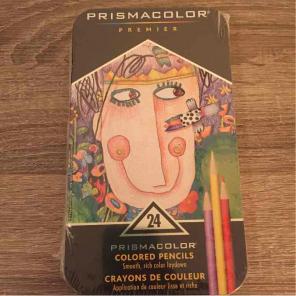 PRISMACOLOR®
PREMIER
24
PRISMACOLOR®
COLORED PENCILS
Smooth, rich color laydown
CRAYONS DE COULEUR
Application de couleur lisse et riche